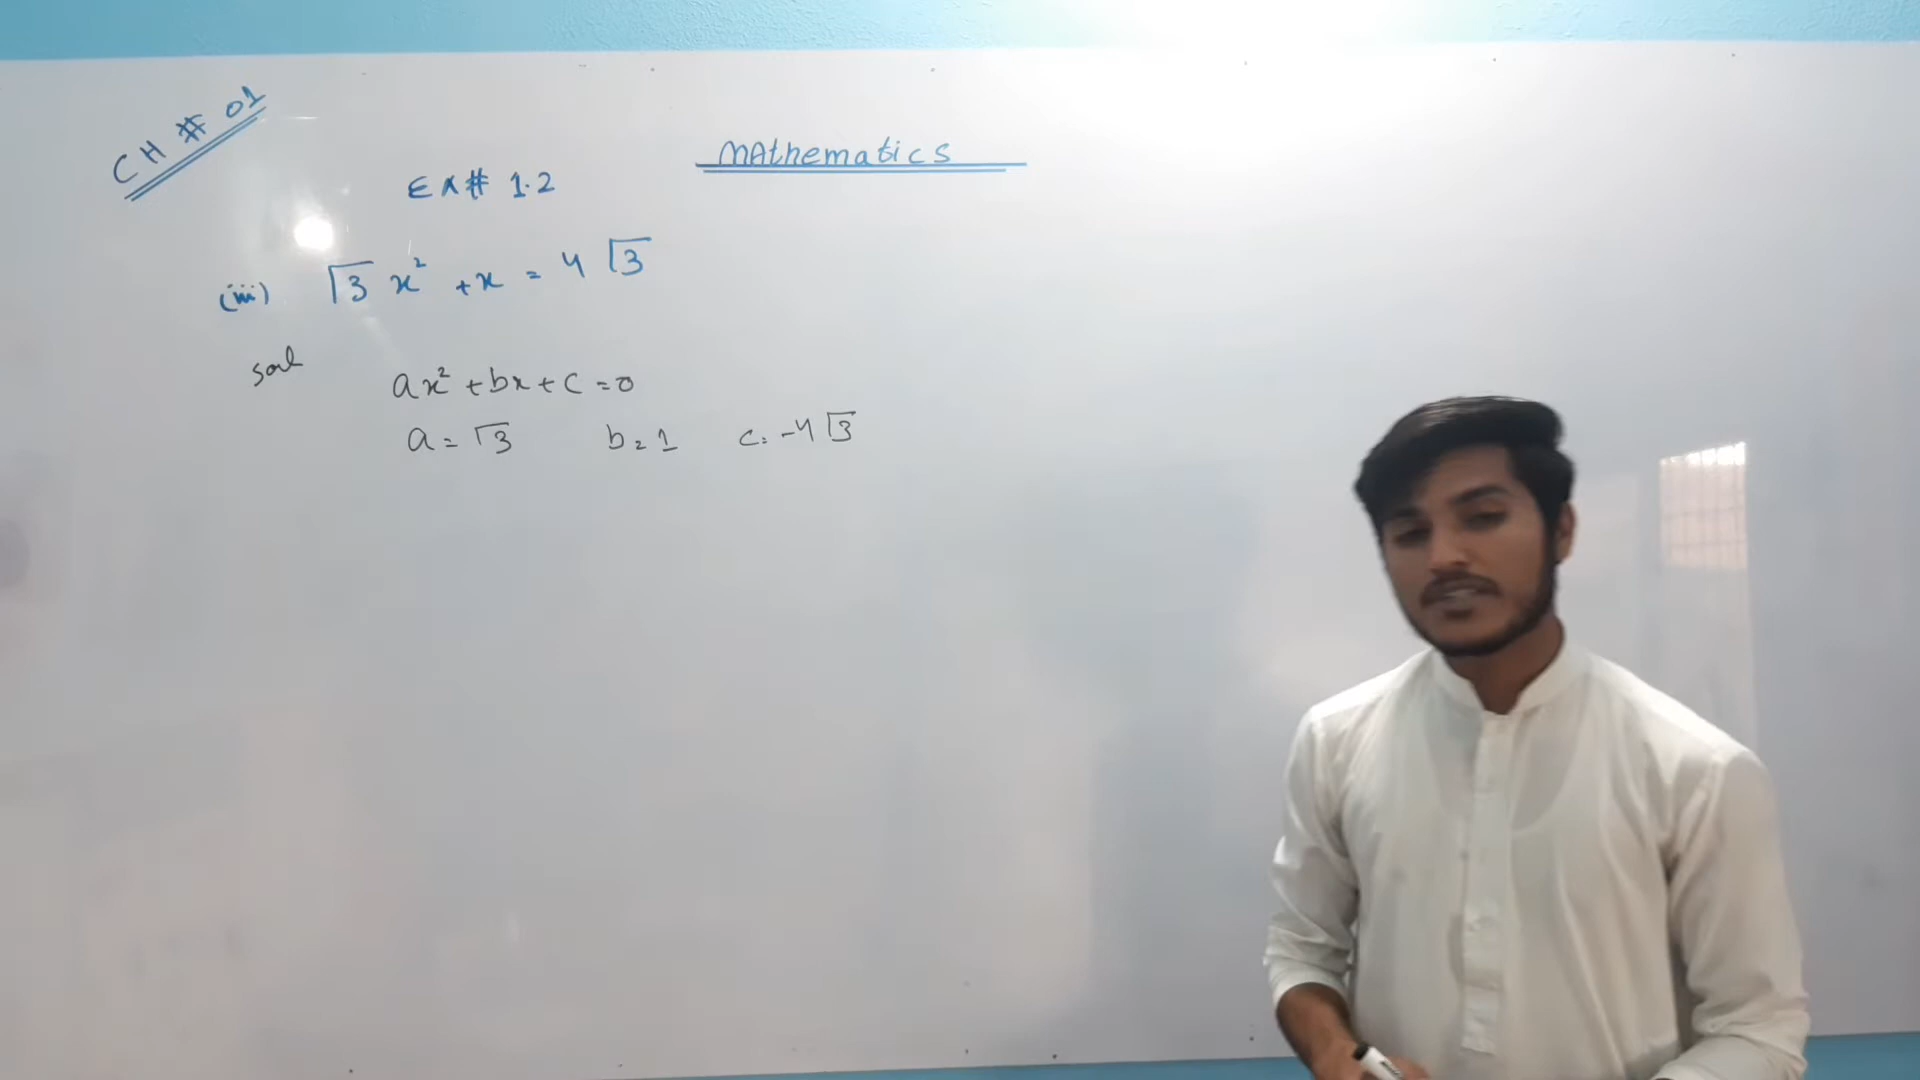 CH # 01
MAthematics
EX# 1.2
(iii) √3 x² + x = 4 √3
sol
ax² + bx + c = 0
a = √3 b = 1 c = -4√3